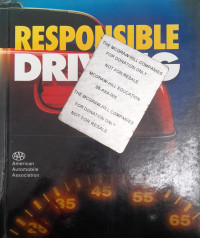 RESPONSIBLE
DRIVING
THE MCGRAW-HILL COMPANIES
FOR DONATION ONLY
NOT FOR RESALE
MCGRAW-HILL EDUCATION
THE MCGRAW-HILL COMPANIES
FOR DONATION ONLY
NOT FOR RESALE
AAA
American
Automobile
Association
25
35
45
55
65